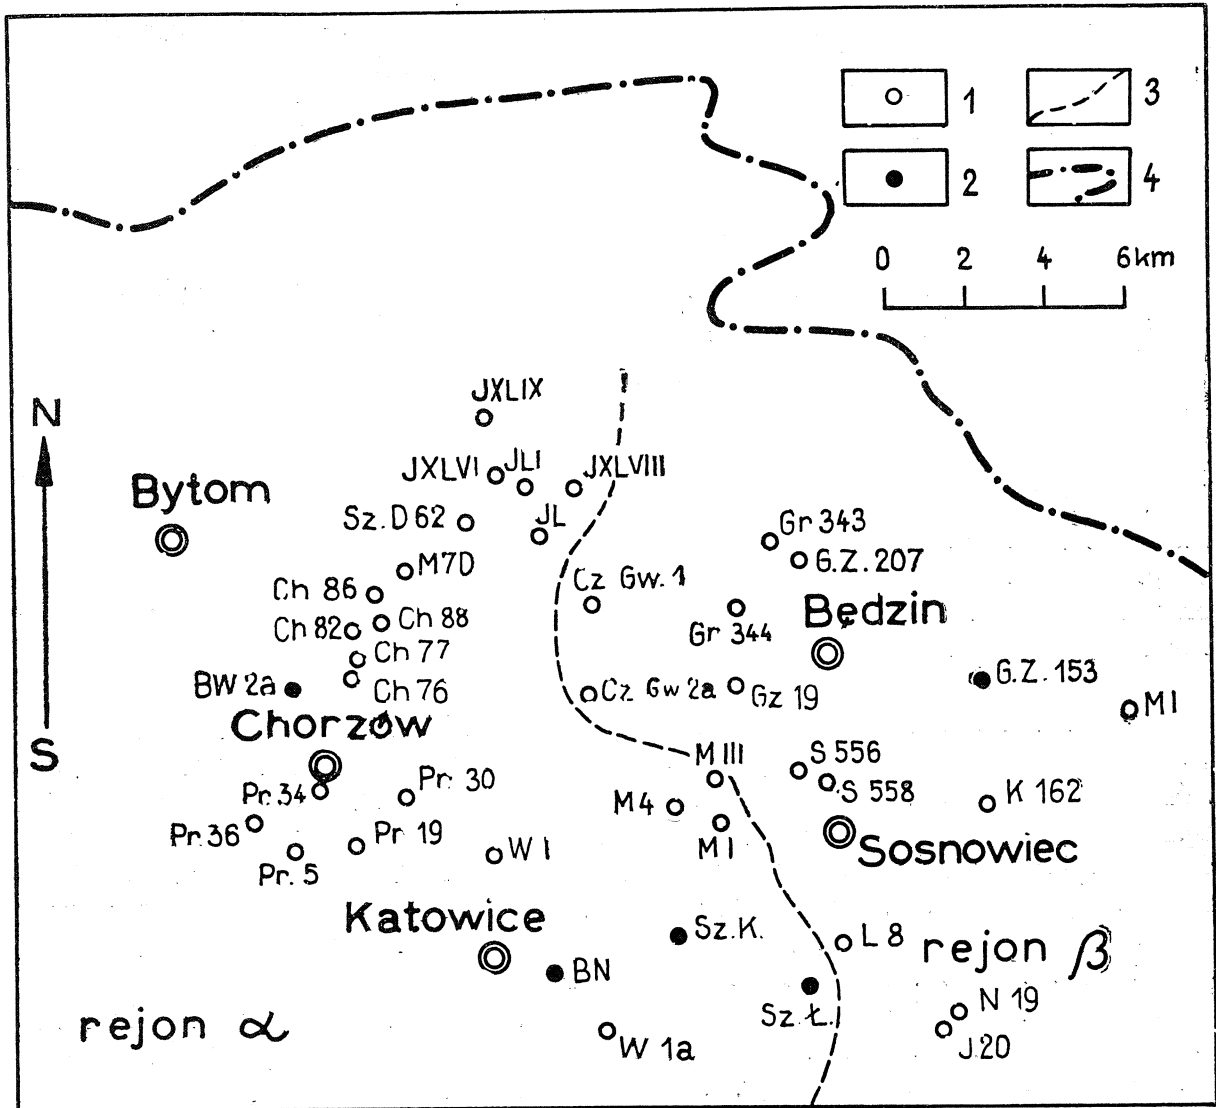 1
3
2
4
0 2 4 6 km
JXLIX
N
JXLVI
JLI
JXLVIII
Bytom
Sz. D 62
JL
Gr 343
M7D
G.Z. 207
Ch 86
Cz Gw. 1
Będzin
Ch 82
Ch 88
Gr 344
Ch 77
BW 2a
Ch 76
Cz Gw 2a
Gz 19
G.Z. 153
M I
Chorzów
S
M III
S 556
Pr. 34
Pr. 30
M 4
S 558
K 162
Pr. 36
Pr 19
W I
M I
Sosnowiec
Pr. 5
Katowice
Sz. K.
L 8
rejon β
BN
Sz. Ł.
N 19
rejon α
W 1a
J.20